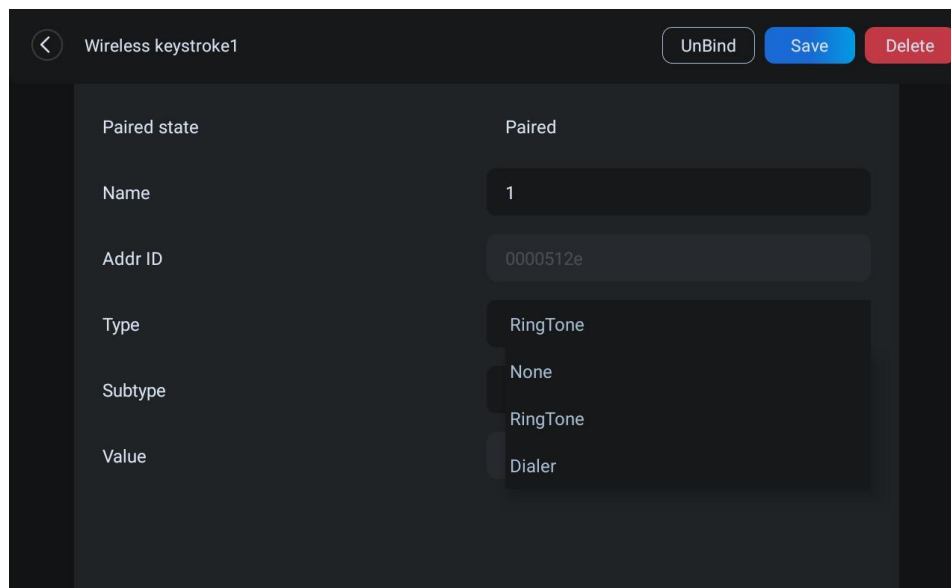 Wireless keystroke1 UnBind Save Delete
Paired state Paired
Name 1
Addr ID 0000512e
Type RingTone
None
Subtype
RingTone
Value
Dialer